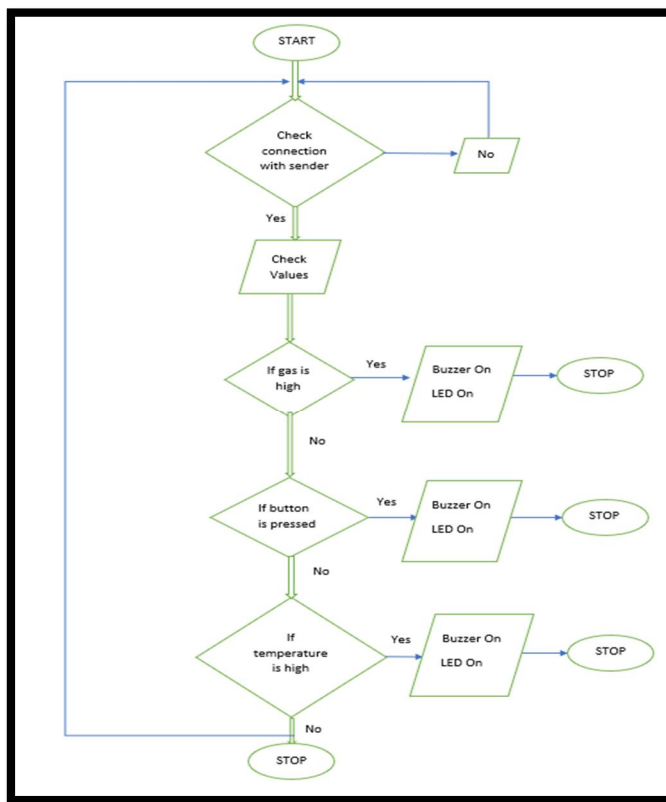 START
Check
connection
with sender
No
Yes
Check
Values
If gas is
high
Yes
Buzzer On
LED On
STOP
No
If button
is pressed
Yes
Buzzer On
LED On
STOP
No
If
temperature
is high
Yes
Buzzer On
LED On
STOP
No
STOP